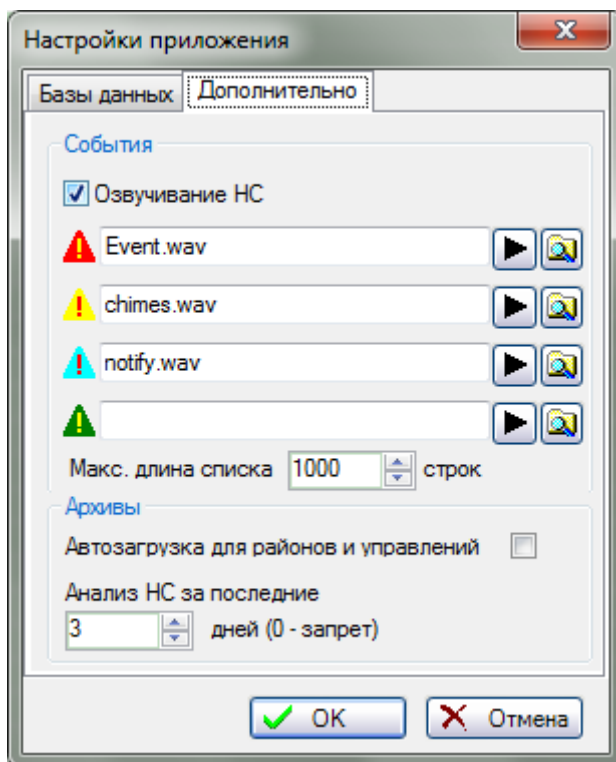 Настройки приложения
Базы данных Дополнительно
События
Озвучивание НС
Event.wav
chimes.wav
notify.wav
Макс. длина списка 1000 строк
Архивы
Автозагрузка для районов и управлений
Анализ НС за последние
3 дней (0 - запрет)
OK Отмена